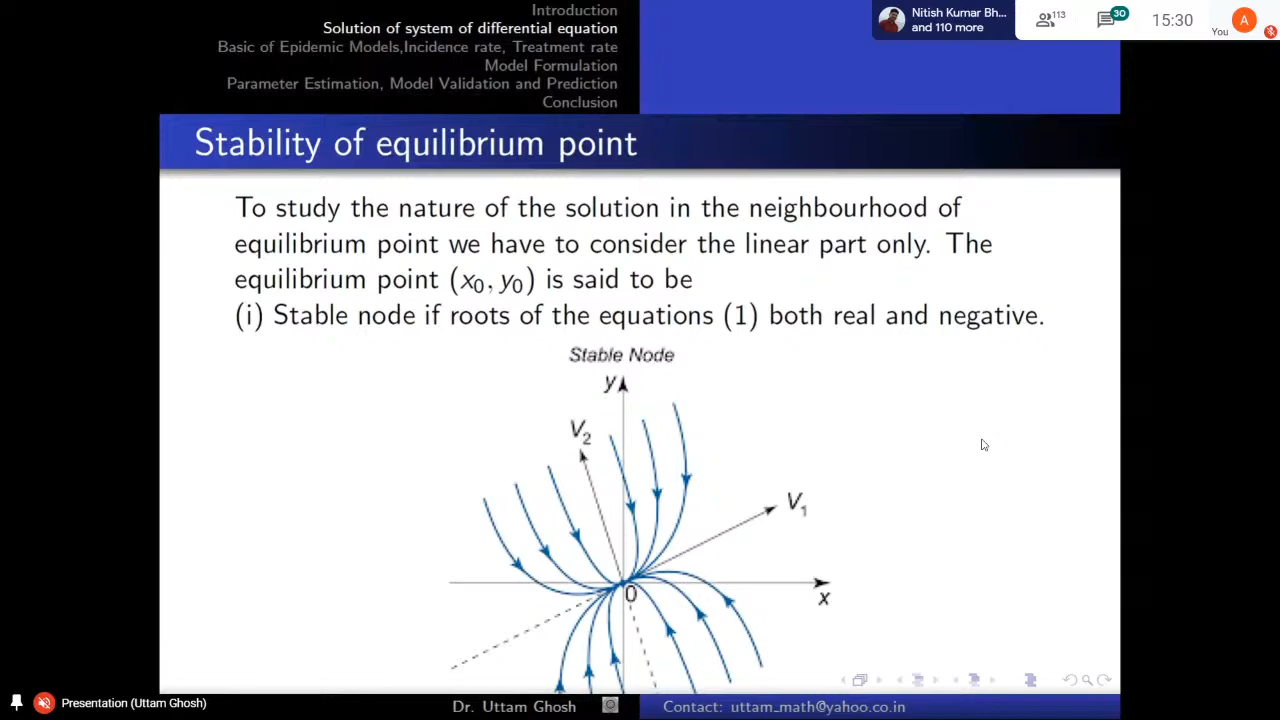 Introduction
Solution of system of differential equation
Basic of Epidemic Models,Incidence rate, Treatment rate
Model Formulation
Parameter Estimation, Model Validation and Prediction
Conclusion
Nitish Kumar Bh...
and 110 more
113
30
15:30
A
You
Stability of equilibrium point
To study the nature of the solution in the neighbourhood of
equilibrium point we have to consider the linear part only. The
equilibrium point (x₀, y₀) is said to be
(i) Stable node if roots of the equations (1) both real and negative.
Stable Node
y
V₂
V₁
0
x
Presentation (Uttam Ghosh)
Dr. Uttam Ghosh
Contact: uttam_math@yahoo.co.in